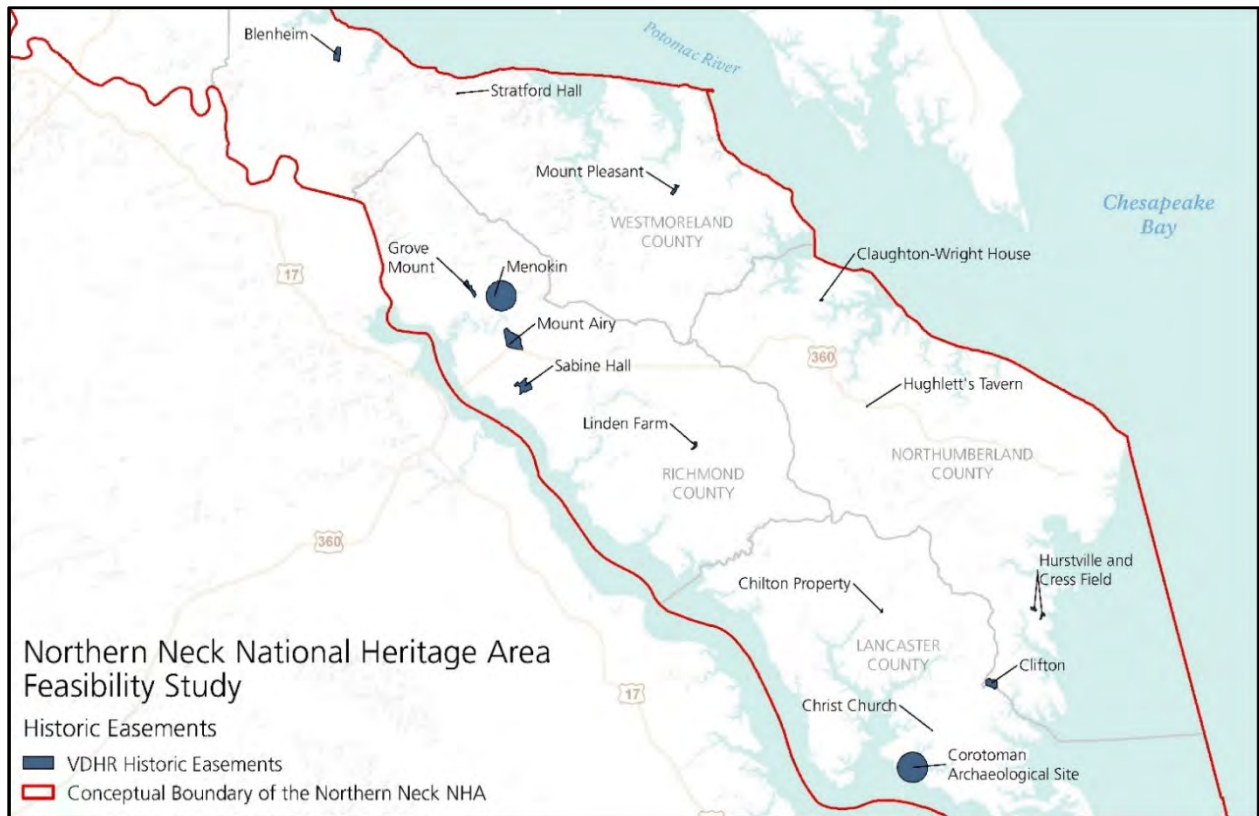 Blenheim
Potomac River
Stratford Hall
Mount Pleasant
WESTMORELAND
COUNTY
Chesapeake
Bay
Grove
Mount
Menokin
Claughton-Wright House
17
Mount Airy
Sabine Hall
360
Hughlett's Tavern
Linden Farm
RICHMOND
COUNTY
NORTHUMBERLAND
COUNTY
360
Hurstville and
Cress Field
Chilton Property
LANCASTER
COUNTY
Clifton
17
Christ Church
Corotoman
Archaeological Site
Northern Neck National Heritage Area
Feasibility Study
Historic Easements
VDHR Historic Easements
Conceptual Boundary of the Northern Neck NHA